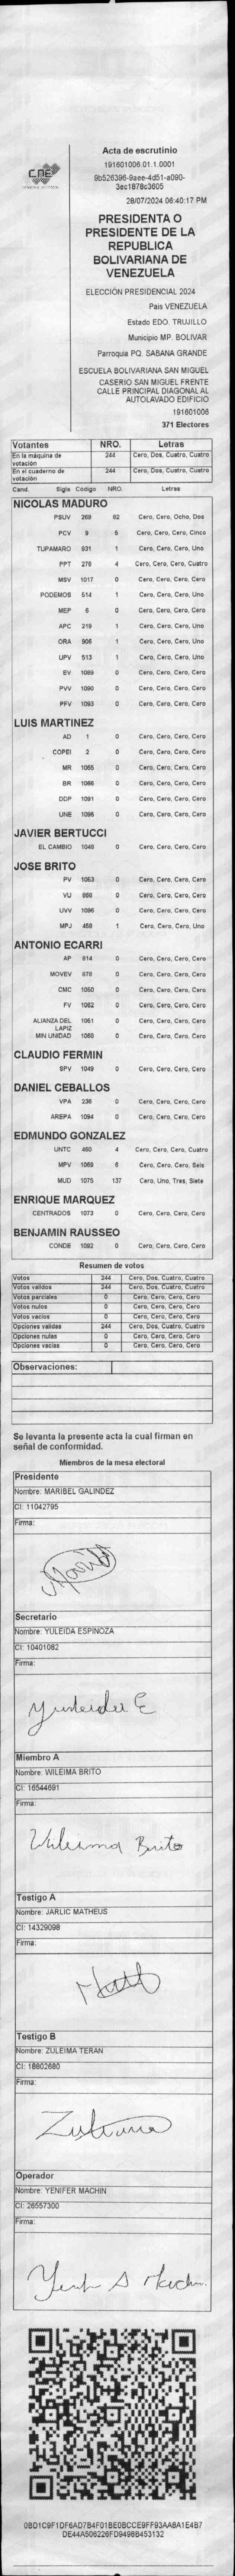 CNE
Acta de escrutinio
191601006.01.1.0001
9b526396-9aee-4d51-a090-
3ec1878c3605
28/07/2024 06:40:17 PM
PRESIDENTA O
PRESIDENTE DE LA
REPUBLICA
BOLIVARIANA DE
VENEZUELA
ELECCIÓN PRESIDENCIAL 2024
Pais VENEZUELA
Estado EDO. TRUJILLO
Municipio MP. BOLIVAR
Parroquia PQ. SABANA GRANDE
ESCUELA BOLIVARIANA SAN MIGUEL
CASERIO SAN MIGUEL FRENTE
CALLE PRINCIPAL DIAGONAL AL
AUTOLAVADO EDIFICIO
191601006
371 Electores
Votantes NRO. Letras
En la máquina de votación 244 Cero, Dos, Cuatro, Cuatro
En el cuaderno de votación 244 Cero, Dos, Cuatro, Cuatro
Cand. Sigla Codigo NRO. Letras
NICOLAS MADURO
PSUV 269 82 Cero, Cero, Ocho, Dos
PCV 9 5 Cero, Cero, Cero, Cinco
TUPAMARO 931 1 Cero, Cero, Cero, Uno
PPT 276 4 Cero, Cero, Cero, Cuatro
MSV 1017 0 Cero, Cero, Cero, Cero
PODEMOS 514 1 Cero, Cero, Cero, Uno
MEP 6 0 Cero, Cero, Cero, Cero
APC 219 1 Cero, Cero, Cero, Uno
ORA 906 1 Cero, Cero, Cero, Uno
UPV 513 1 Cero, Cero, Cero, Uno
EV 1089 0 Cero, Cero, Cero, Cero
PVV 1090 0 Cero, Cero, Cero, Cero
PFV 1093 0 Cero, Cero, Cero, Cero
LUIS MARTINEZ
AD 1 0 Cero, Cero, Cero, Cero
COPEI 2 0 Cero, Cero, Cero, Cero
MR 1065 0 Cero, Cero, Cero, Cero
BR 1066 0 Cero, Cero, Cero, Cero
DDP 1091 0 Cero, Cero, Cero, Cero
UNE 1095 0 Cero, Cero, Cero, Cero
JAVIER BERTUCCI
EL CAMBIO 1048 0 Cero, Cero, Cero, Cero
JOSE BRITO
PV 1053 0 Cero, Cero, Cero, Cero
VU 869 0 Cero, Cero, Cero, Cero
UVV 1096 0 Cero, Cero, Cero, Cero
MPJ 458 1 Cero, Cero, Cero, Uno
ANTONIO ECARRI
AP 814 0 Cero, Cero, Cero, Cero
MOVEV 878 0 Cero, Cero, Cero, Cero
CMC 1050 0 Cero, Cero, Cero, Cero
FV 1062 0 Cero, Cero, Cero, Cero
ALIANZA DEL LAPIZ 1051 0 Cero, Cero, Cero, Cero
MIN UNIDAD 1068 0 Cero, Cero, Cero, Cero
CLAUDIO FERMIN
SPV 1049 0 Cero, Cero, Cero, Cero
DANIEL CEBALLOS
VPA 236 0 Cero, Cero, Cero, Cero
AREPA 1094 0 Cero, Cero, Cero, Cero
EDMUNDO GONZALEZ
UNTC 460 4 Cero, Cero, Cero, Cuatro
MPV 1069 6 Cero, Cero, Cero, Seis
MUD 1075 137 Cero, Uno, Tres, Siete
ENRIQUE MARQUEZ
CENTRADOS 1073 0 Cero, Cero, Cero, Cero
BENJAMIN RAUSSEO
CONDE 1092 0 Cero, Cero, Cero, Cero
Resumen de votos
Votos 244 Cero, Dos, Cuatro, Cuatro
Votos validos 244 Cero, Dos, Cuatro, Cuatro
Votos parciales 0 Cero, Cero, Cero, Cero
Votos nulos 0 Cero, Cero, Cero, Cero
Votos vacios 0 Cero, Cero, Cero, Cero
Opciones validas 244 Cero, Dos, Cuatro, Cuatro
Opciones nulas 0 Cero, Cero, Cero, Cero
Opciones vacias 0 Cero, Cero, Cero, Cero
Observaciones:
Se levanta la presente acta la cual firman en
señal de conformidad.
Miembros de la mesa electoral
Presidente
Nombre: MARIBEL GALINDEZ
CI: 11042795
Firma:
Secretario
Nombre: YULEIDA ESPINOZA
CI: 10401082
Firma:
Yuleida E
Miembro A
Nombre: WILEIMA BRITO
CI: 16544691
Firma:
Wileima Brito
Testigo A
Nombre: JARLIC MATHEUS
CI: 14329098
Firma:
Testigo B
Nombre: ZULEIMA TERAN
CI: 18802680
Firma:
Zuleima
Operador
Nombre: YENIFER MACHIN
CI: 26557300
Firma:
0BD1C9F1DF6AD7B4F01BE0BCCE9FF93AA8A1E4B7
DE44A506226FD9498B453132